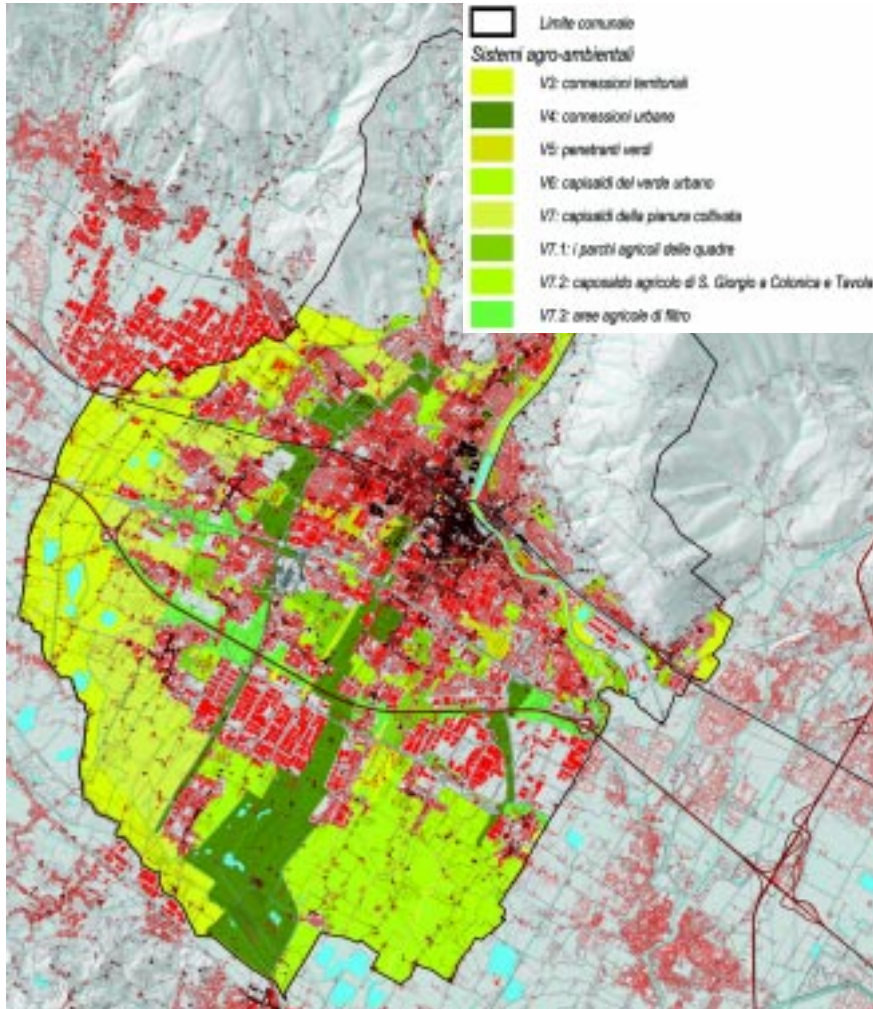 Limite comunale
Sistemi agro-ambientali
V3: connessioni territoriali
V4: connessioni urbane
V5: penetranti verdi
V6: capisaldi del verde urbano
V7: capisaldi della pianura coltivata
V7.1: i parchi agricoli delle quadre
V7.2: caposaldo agricolo di S. Giorgio a Colonica e Tavola
V7.3: aree agricole di filtro